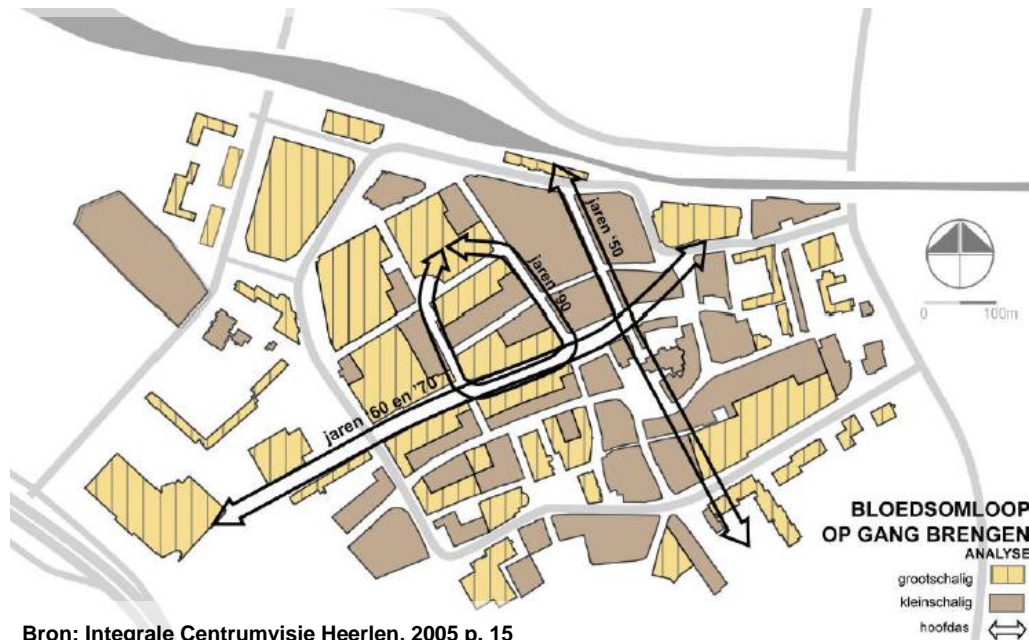 jaren '50
jaren '90
jaren '60 en '70
0 100m
BLOEDSOMLOOP
OP GANG BRENGEN
ANALYSE
grootschalig
kleinschalig
hoofdas
Bron: Integrale Centrumvisie Heerlen, 2005 p. 15